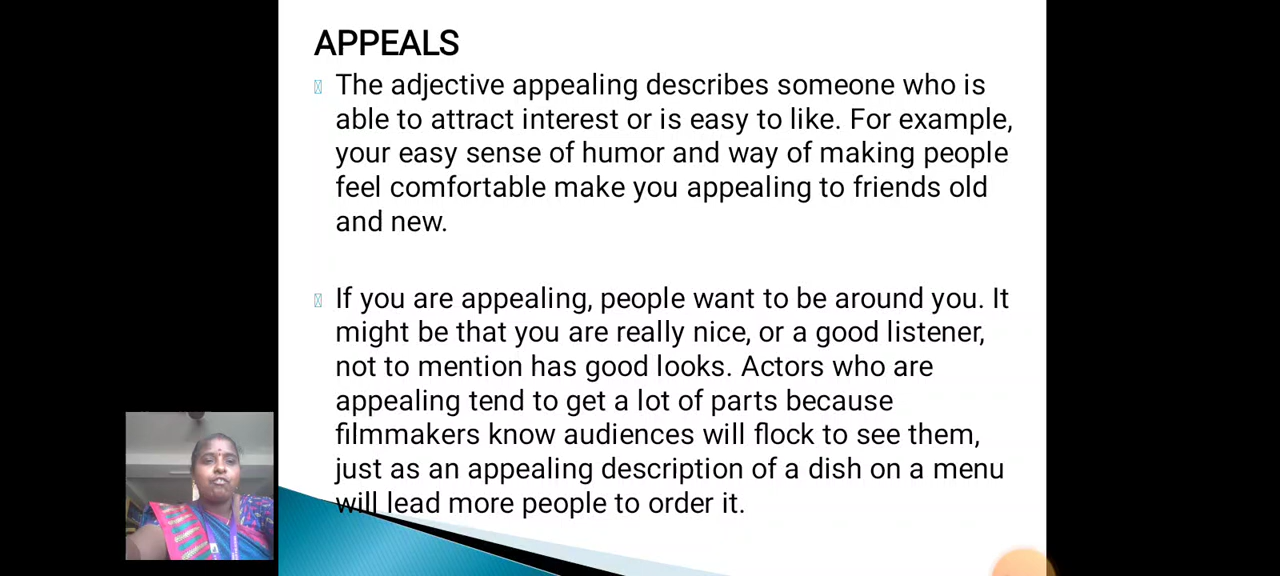 APPEALS
The adjective appealing describes someone who is
able to attract interest or is easy to like. For example,
your easy sense of humor and way of making people
feel comfortable make you appealing to friends old
and new.
If you are appealing, people want to be around you. It
might be that you are really nice, or a good listener,
not to mention has good looks. Actors who are
appealing tend to get a lot of parts because
filmmakers know audiences will flock to see them,
just as an appealing description of a dish on a menu
will lead more people to order it.